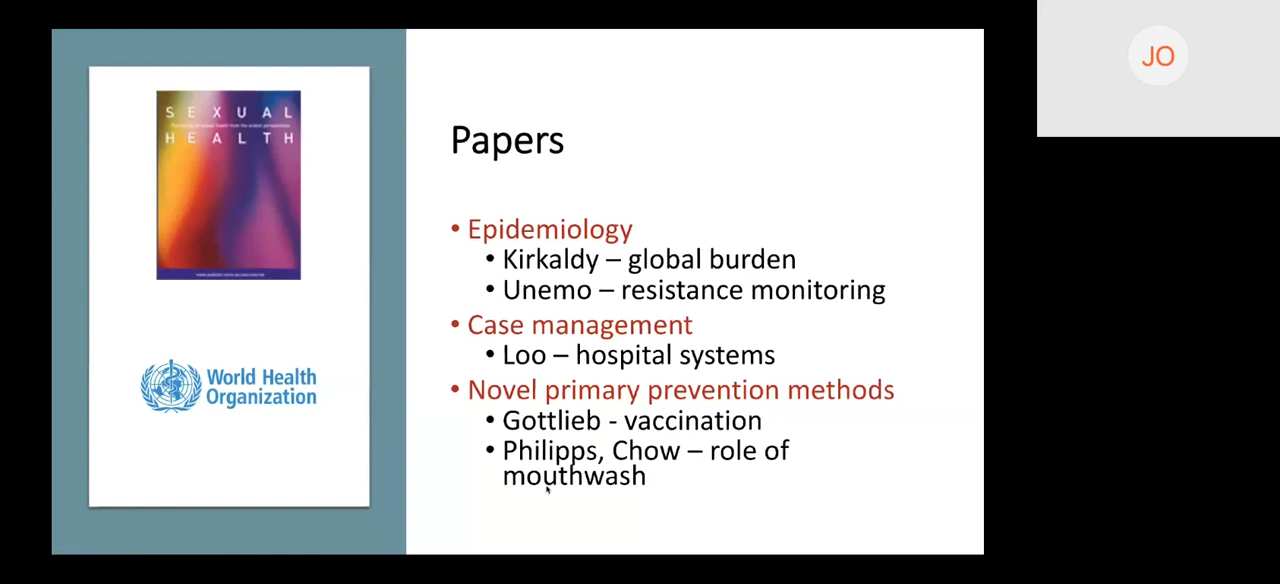 SEXUAL
HEALTH
World Health
Organization
Papers
• Epidemiology
• Kirkaldy – global burden
• Unemo – resistance monitoring
• Case management
• Loo – hospital systems
• Novel primary prevention methods
• Gottlieb - vaccination
• Philipps, Chow – role of
mouthwash
JO